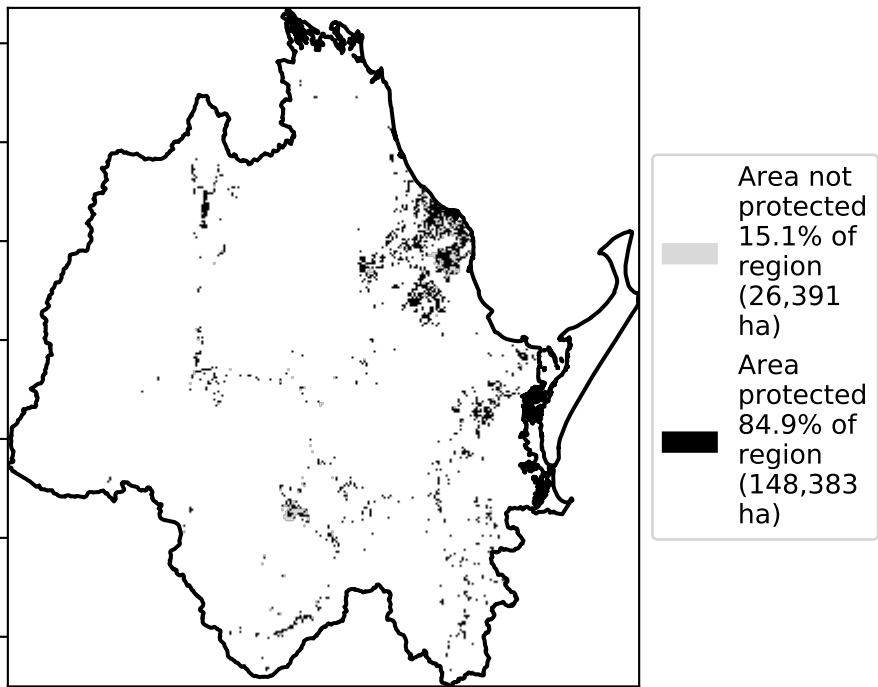 Area not
protected
15.1% of
region
(26,391
ha)
Area
protected
84.9% of
region
(148,383
ha)